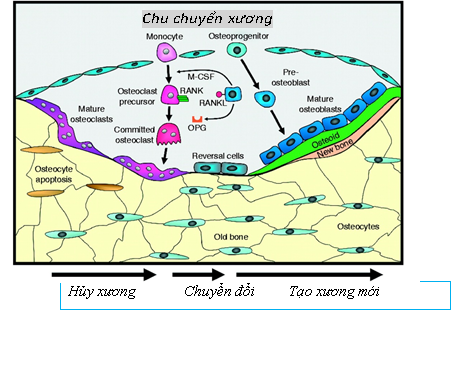 Chu chuyển xương
Monocyte
Osteoprogenitor
M-CSF
Pre-
osteoblast
Osteoclast
precursor
RANK
RANKL
Mature
osteoclasts
Mature
osteoblasts
OPG
Committed
osteoclast
Osteoid
New bone
Reversal cells
Osteocyte
apoptosis
Osteocytes
Old bone
Hủy xương
Chuyển đổi
Tạo xương mới